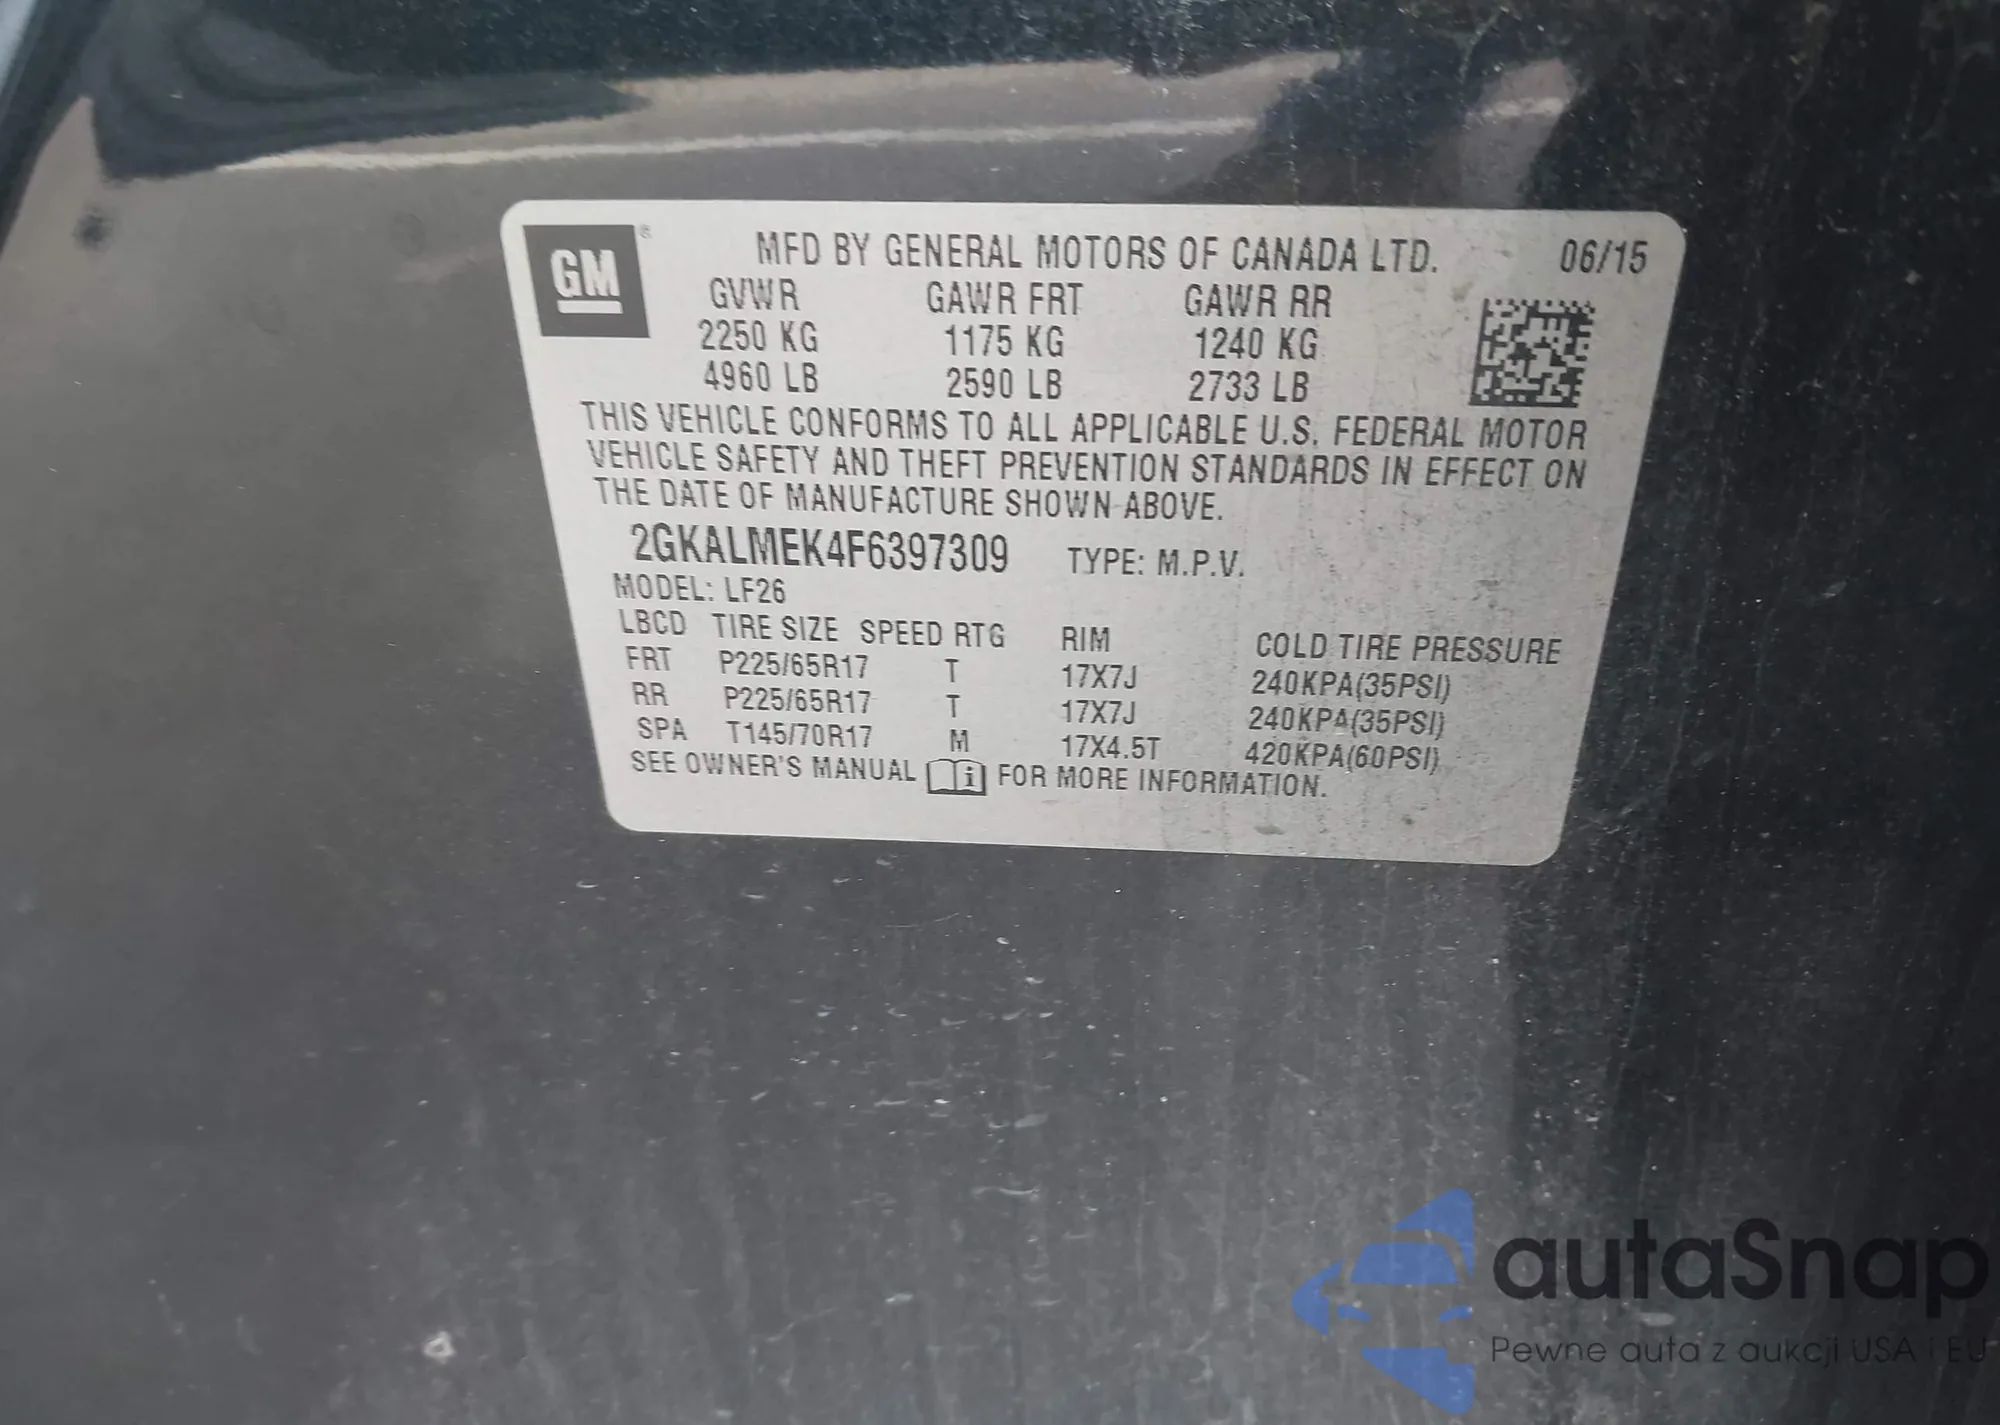 GM ®
MFD BY GENERAL MOTORS OF CANADA LTD. 06/15
GVWR GAWR FRT GAWR RR
2250 KG 1175 KG 1240 KG
4960 LB 2590 LB 2733 LB
THIS VEHICLE CONFORMS TO ALL APPLICABLE U.S. FEDERAL MOTOR
VEHICLE SAFETY AND THEFT PREVENTION STANDARDS IN EFFECT ON
THE DATE OF MANUFACTURE SHOWN ABOVE.
2GKALMEK4F6397309 TYPE: M.P.V.
MODEL: LF26
LBCD TIRE SIZE SPEED RTG RIM COLD TIRE PRESSURE
FRT P225/65R17 T 17X7J 240KPA(35PSI)
RR P225/65R17 T 17X7J 240KPA(35PSI)
SPA T145/70R17 M 17X4.5T 420KPA(60PSI)
SEE OWNER'S MANUAL i FOR MORE INFORMATION.
autaSnap
Pewne auta z aukcji USA i EU